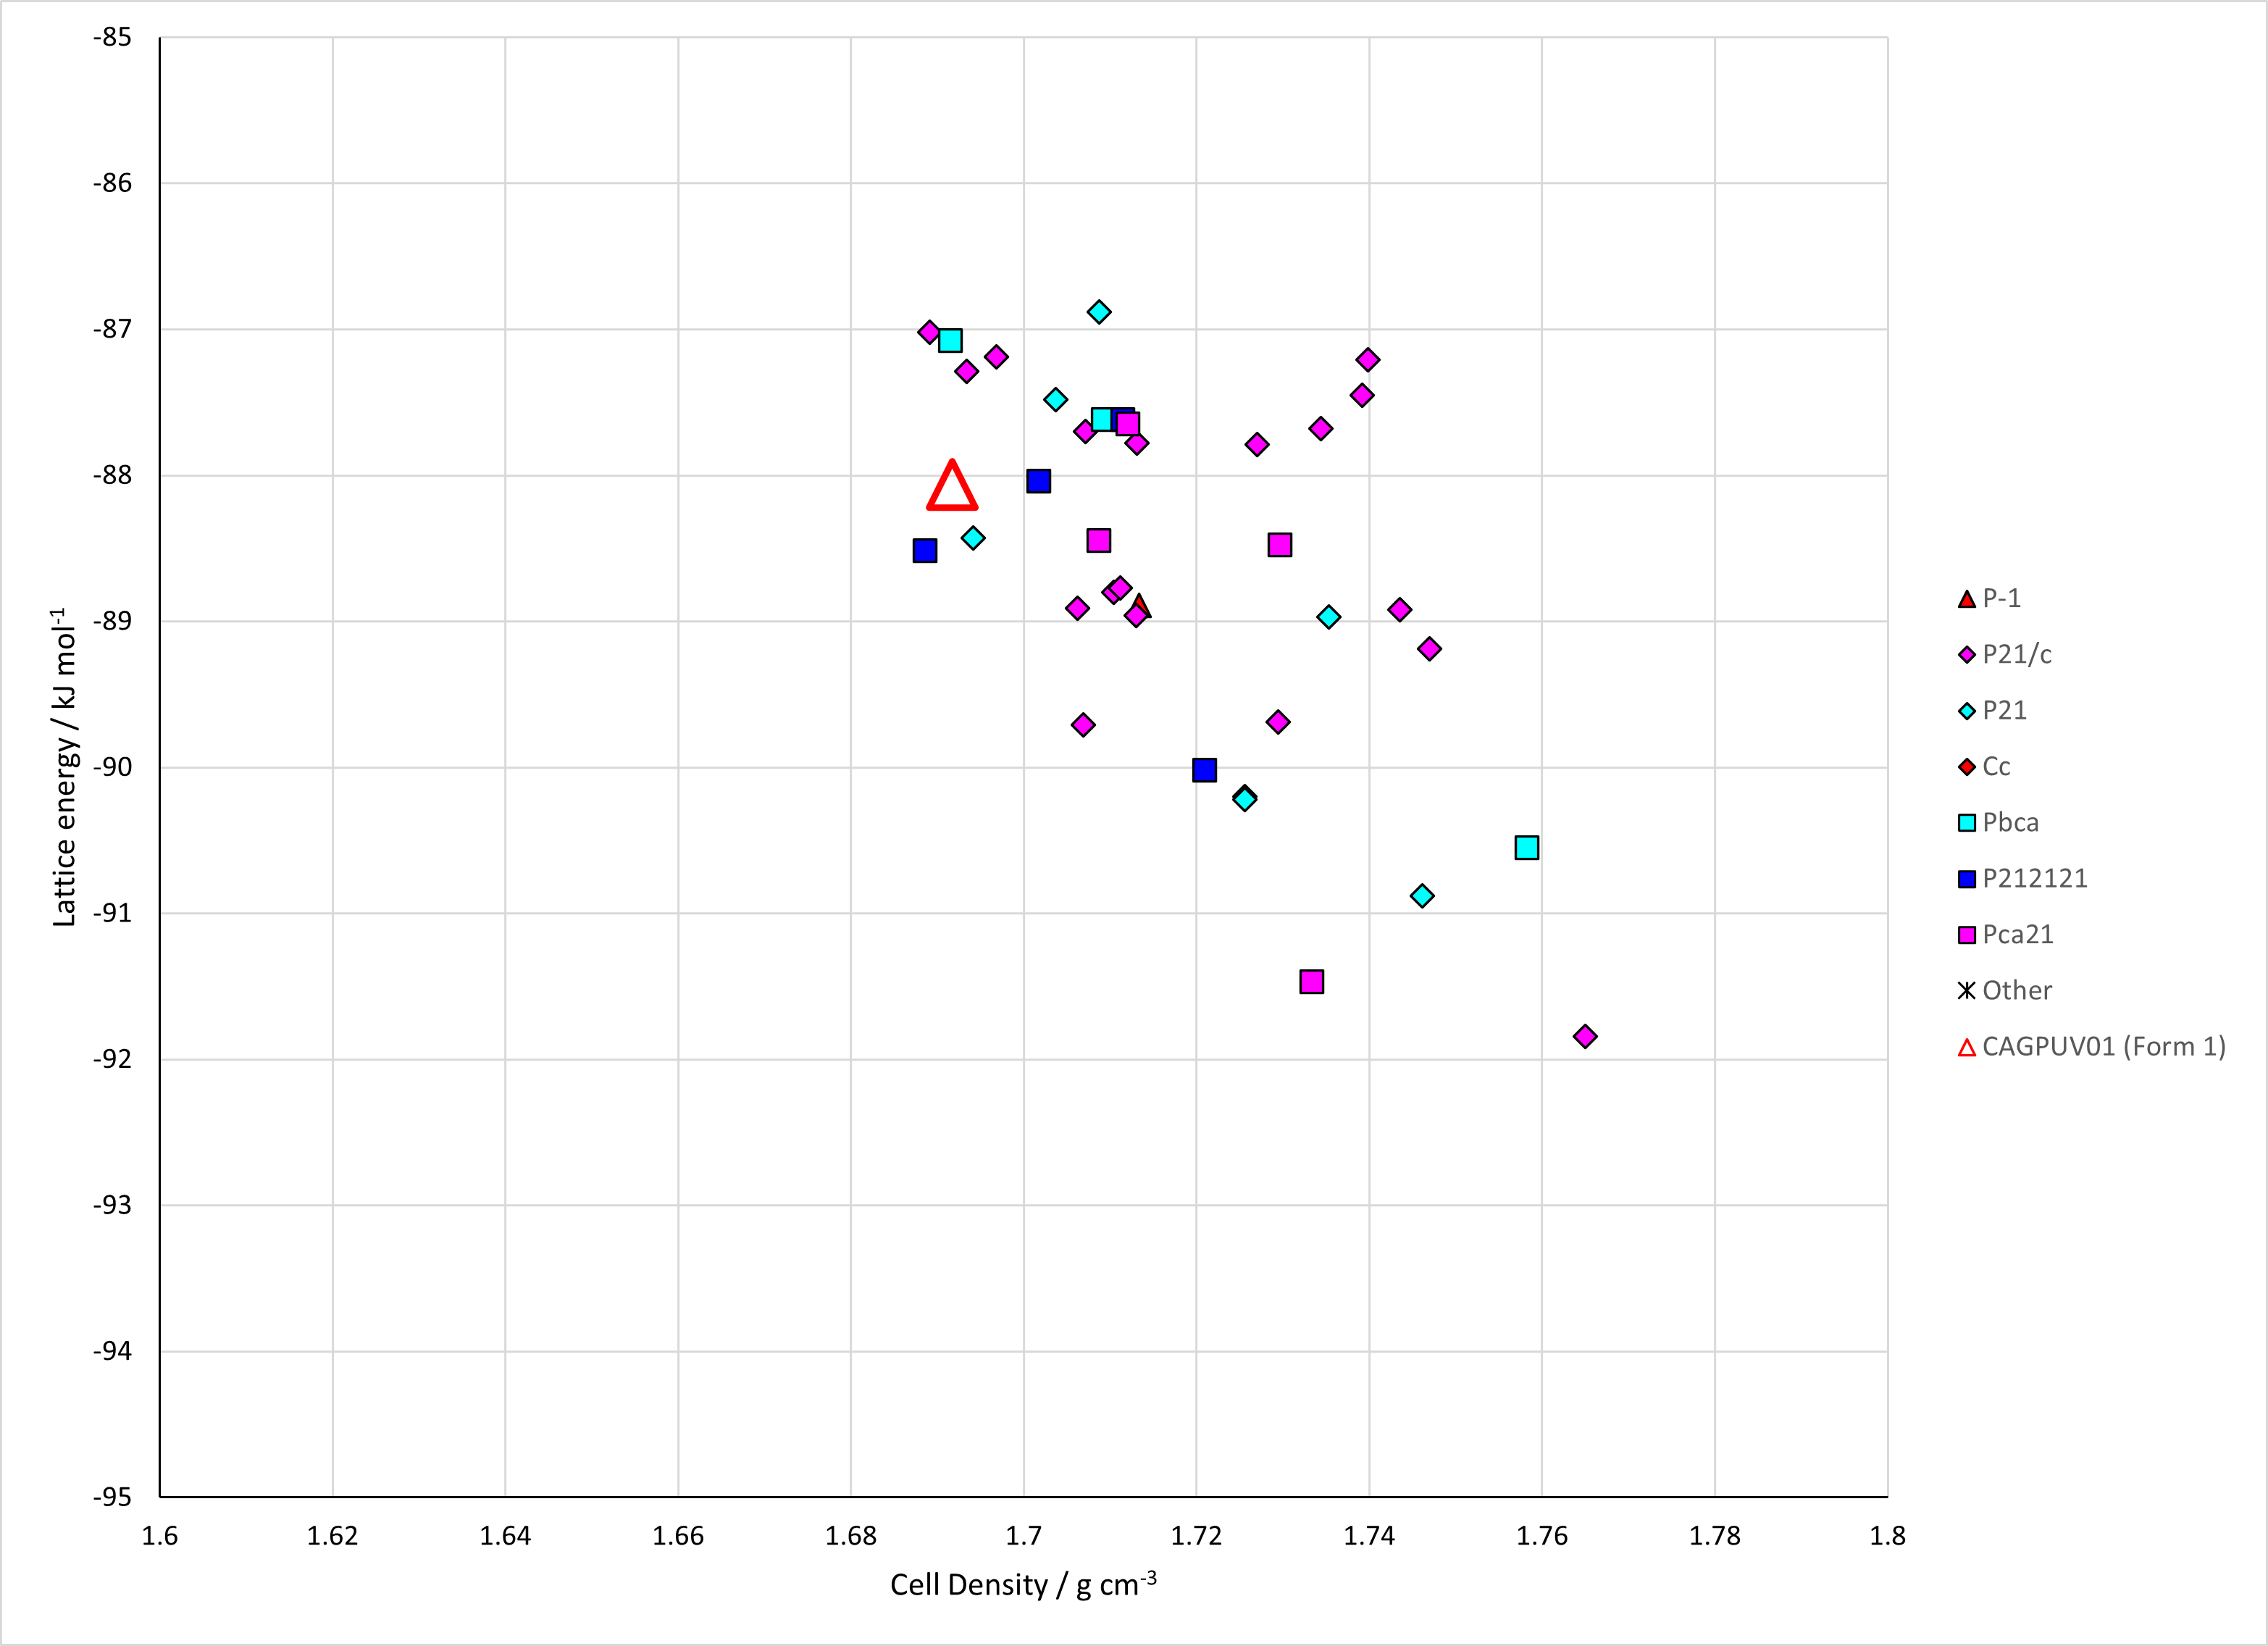 -85
-86
-87
-88
-89
-90
-91
-92
-93
-94
-95
Lattice energy / kJ mol-1
1.6 1.62 1.64 1.66 1.68 1.7 1.72 1.74 1.76 1.78 1.8
Cell Density / g cm-3
P-1
P21/c
P21
Cc
Pbca
P212121
Pca21
Other
CAGPUV01 (Form 1)